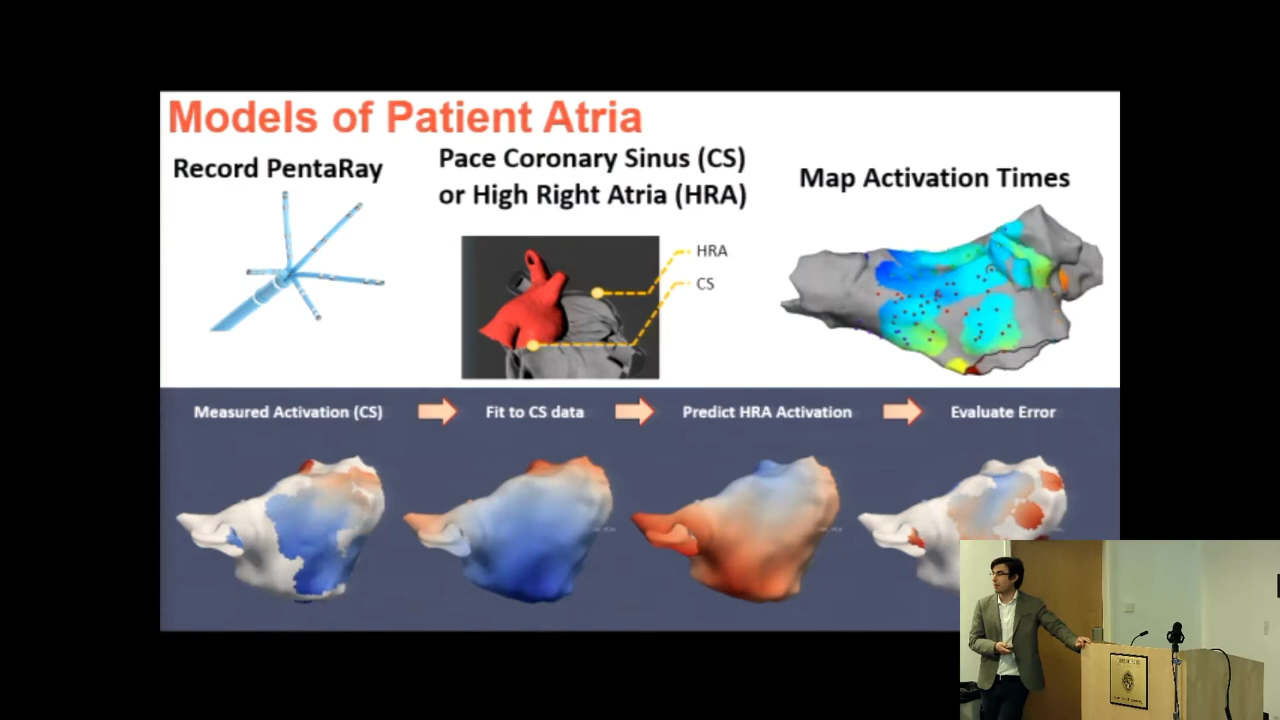 Models of Patient Atria
Record PentaRay
Pace Coronary Sinus (CS)
or High Right Atria (HRA)
Map Activation Times
HRA
CS
Measured Activation (CS)
Fit to CS data
Predict HRA Activation
Evaluate Error